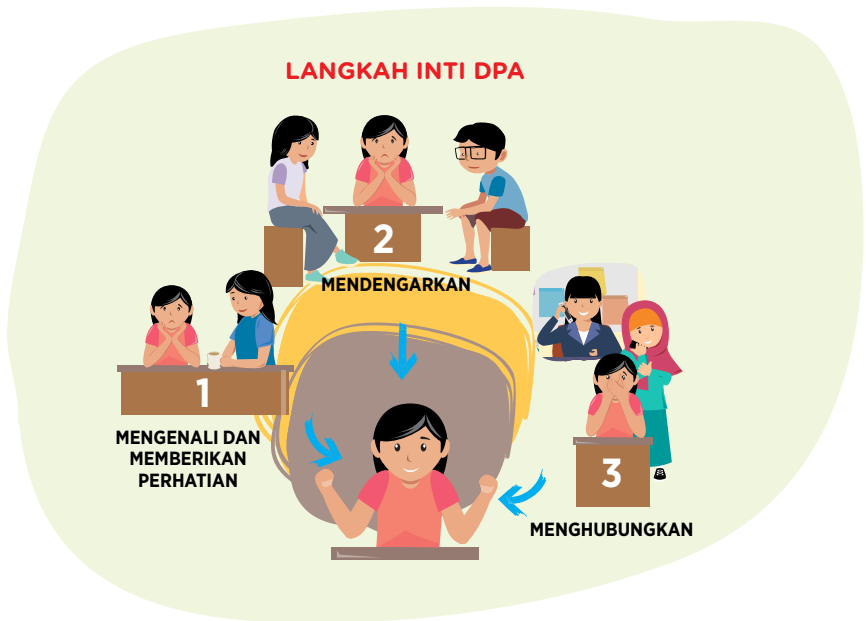 LANGKAH INTI DPA
1
MENGENALI DAN
MEMBERIKAN
PERHATIAN
2
MENDENGARKAN
3
MENGHUBUNGKAN